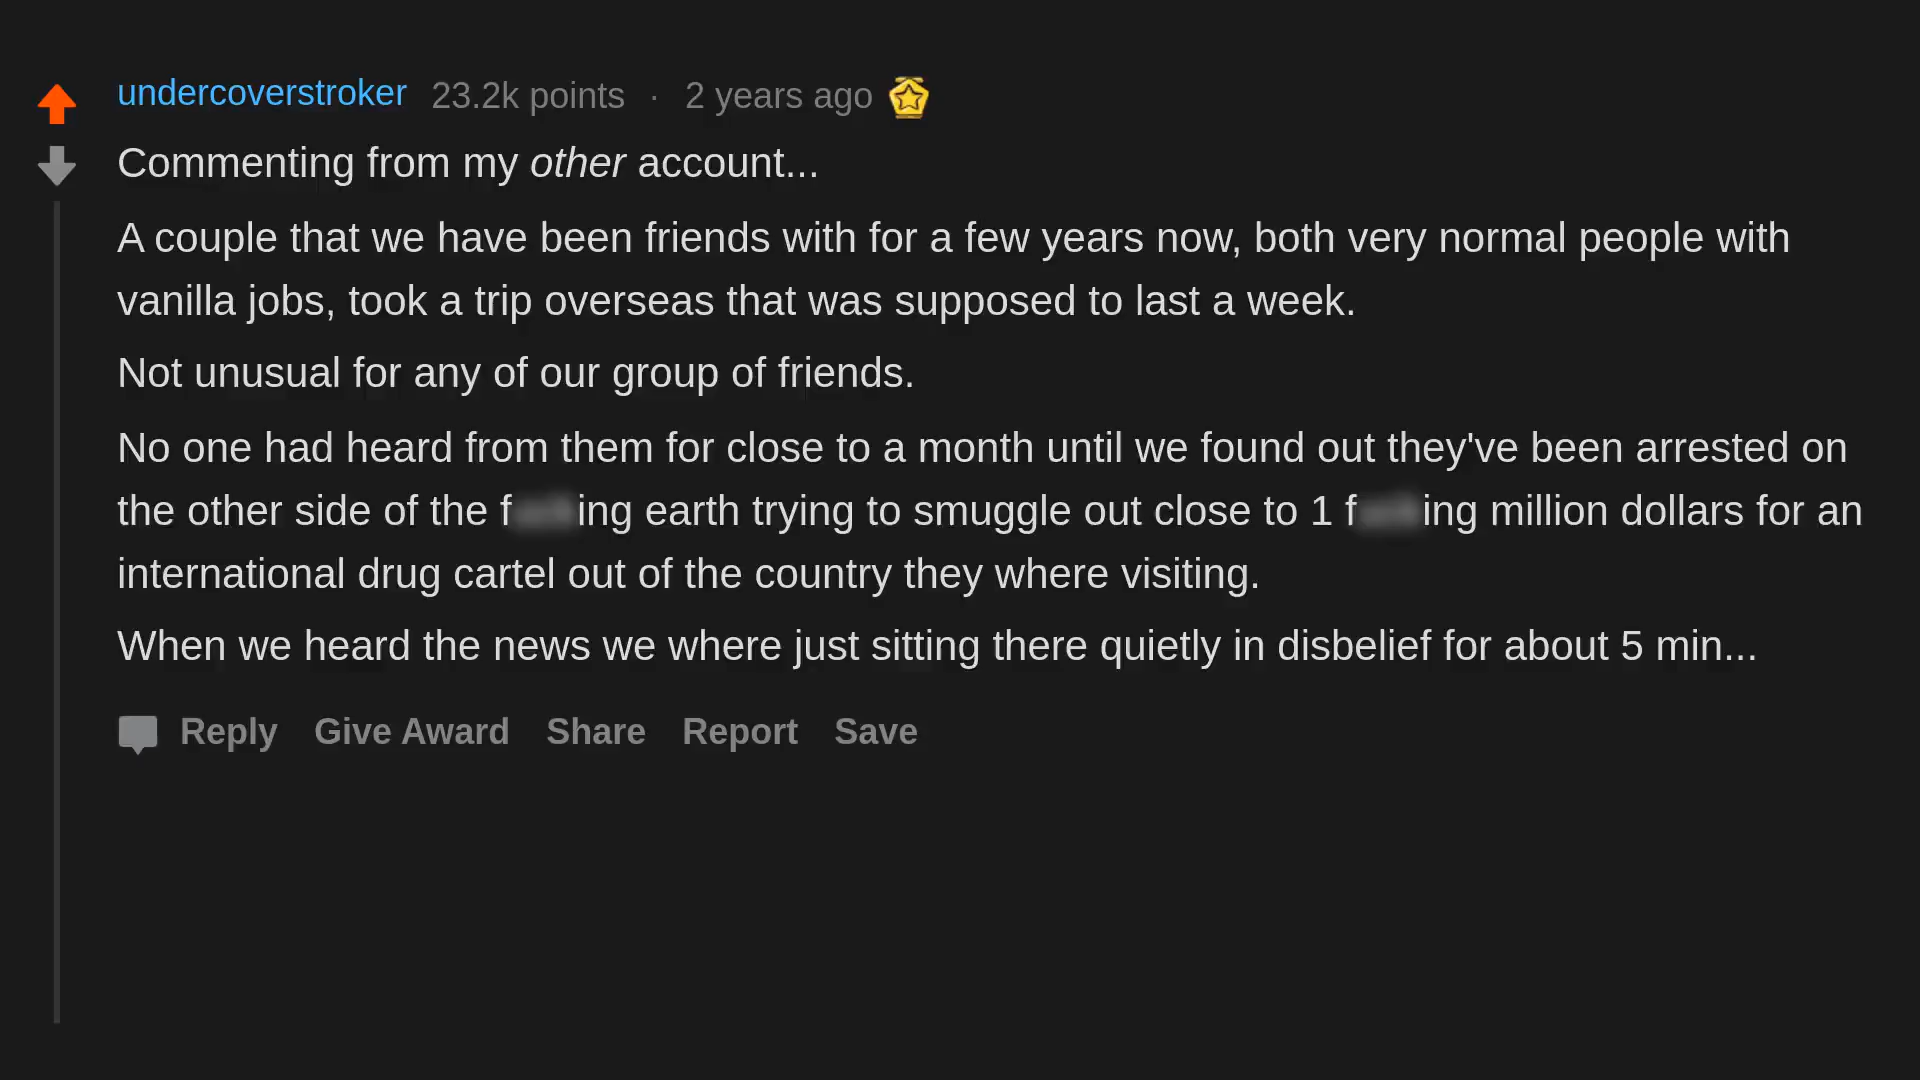 undercoverstroker 23.2k points · 2 years ago
Commenting from my other account...
A couple that we have been friends with for a few years now, both very normal people with
vanilla jobs, took a trip overseas that was supposed to last a week.
Not unusual for any of our group of friends.
No one had heard from them for close to a month until we found out they've been arrested on
the other side of the f ing earth trying to smuggle out close to 1 f ing million dollars for an
international drug cartel out of the country they where visiting.
When we heard the news we where just sitting there quietly in disbelief for about 5 min...
Reply Give Award Share Report Save